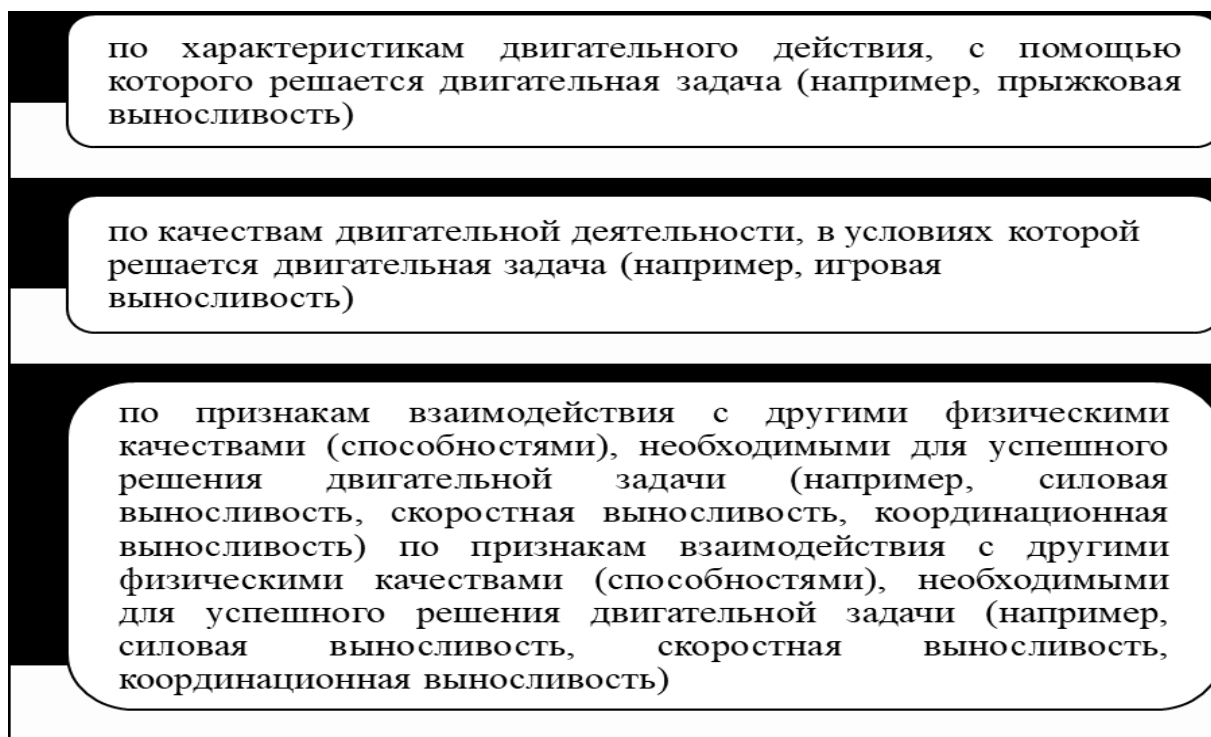 по характеристикам двигательного действия, с помощью
которого решается двигательная задача (например, прыжковая
выносливость)
по качествам двигательной деятельности, в условиях которой
решается двигательная задача (например, игровая
выносливость)
по признакам взаимодействия с другими физическими
качествами (способностями), необходимыми для успешного
решения двигательной задачи (например, силовая
выносливость, скоростная выносливость, координационная
выносливость) по признакам взаимодействия с другими
физическими качествами (способностями), необходимыми
для успешного решения двигательной задачи (например,
силовая выносливость, скоростная выносливость,
координационная выносливость)